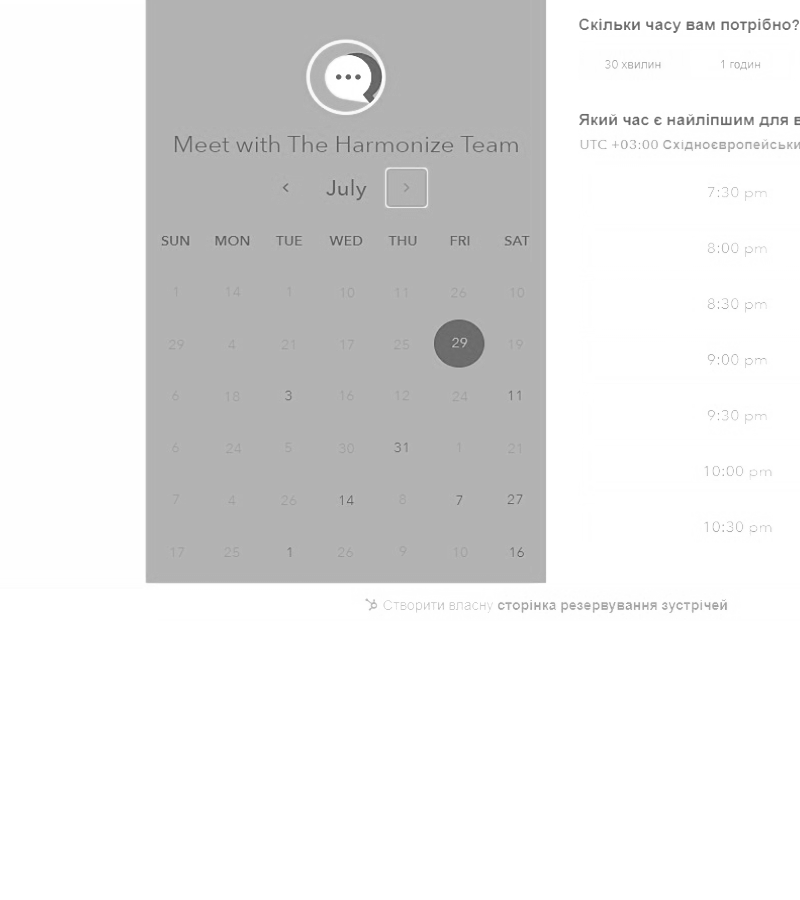 Meet with The Harmonize Team
July
SUN MON TUE WED THU FRI SAT
1 14 1 10 11 26 10
29 4 21 17 25 29 19
6 18 3 16 12 24 11
6 24 5 30 31 1 21
7 4 26 14 8 7 27
17 25 1 26 9 10 16
Скільки часу вам потрібно?
30 хвилин 1 годин
Який час є найліпшим для в
UTC +03:00 Східноєвропейськи
7:30 pm
8:00 pm
8:30 pm
9:00 pm
9:30 pm
10:00 pm
10:30 pm
Створити власну сторінка резервування зустрічей